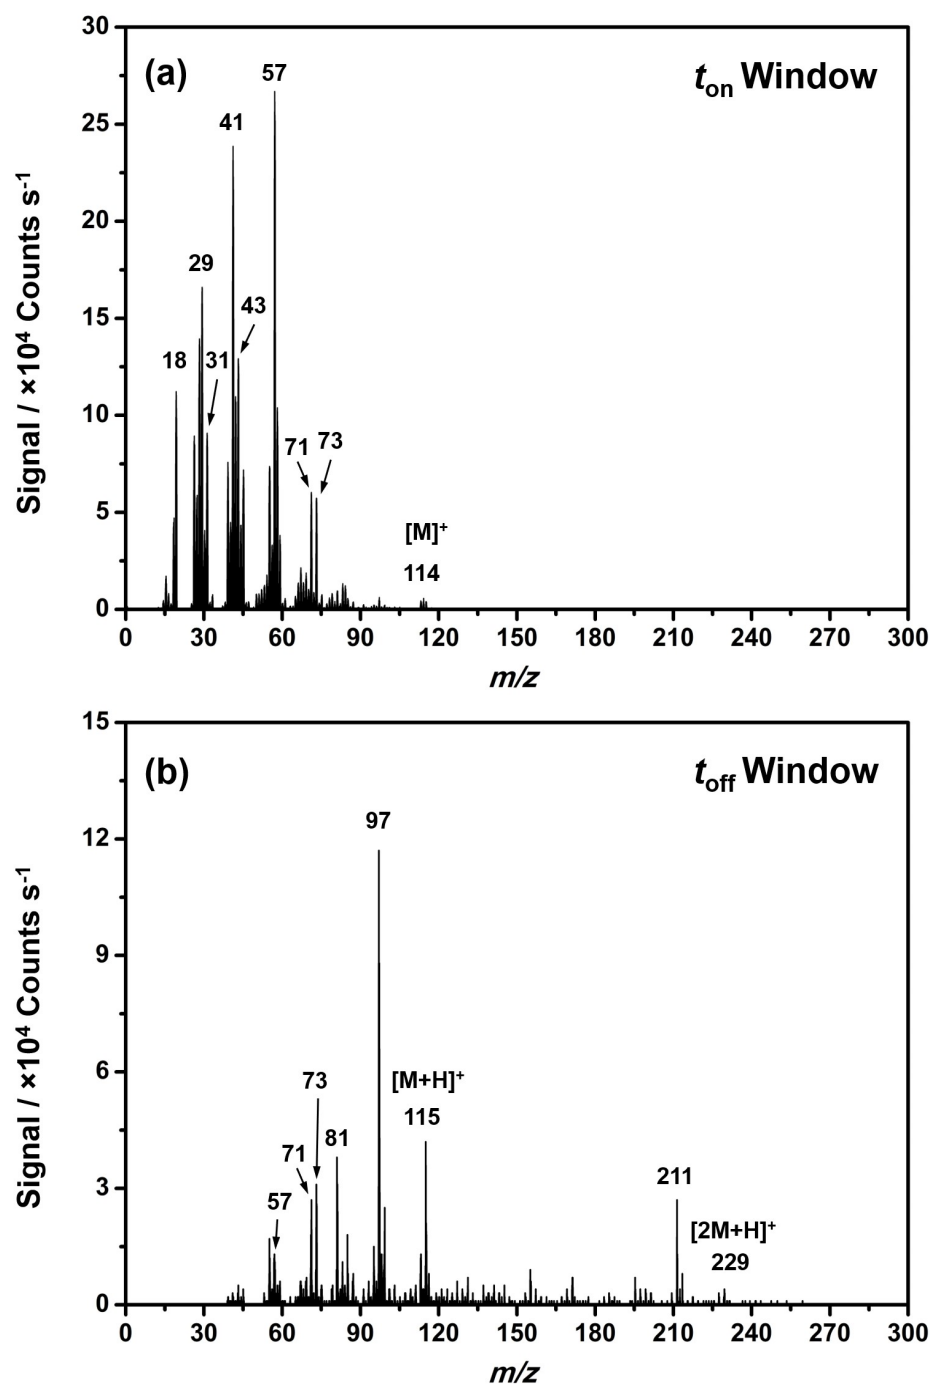 30
(a)
57
t_on Window
25
41
20
29
43
15
18
31
10
71
73
5
[M]⁺
114
0
0 30 60 90 120 150 180 210 240 270 300
Signal / ×10⁴ Counts s⁻¹
m/z
15
(b)
t_off Window
97
12
9
[M+H]⁺
6
73
115
81
71
3
57
211
[2M+H]⁺
229
0
0 30 60 90 120 150 180 210 240 270 300
Signal / ×10⁴ Counts s⁻¹
m/z